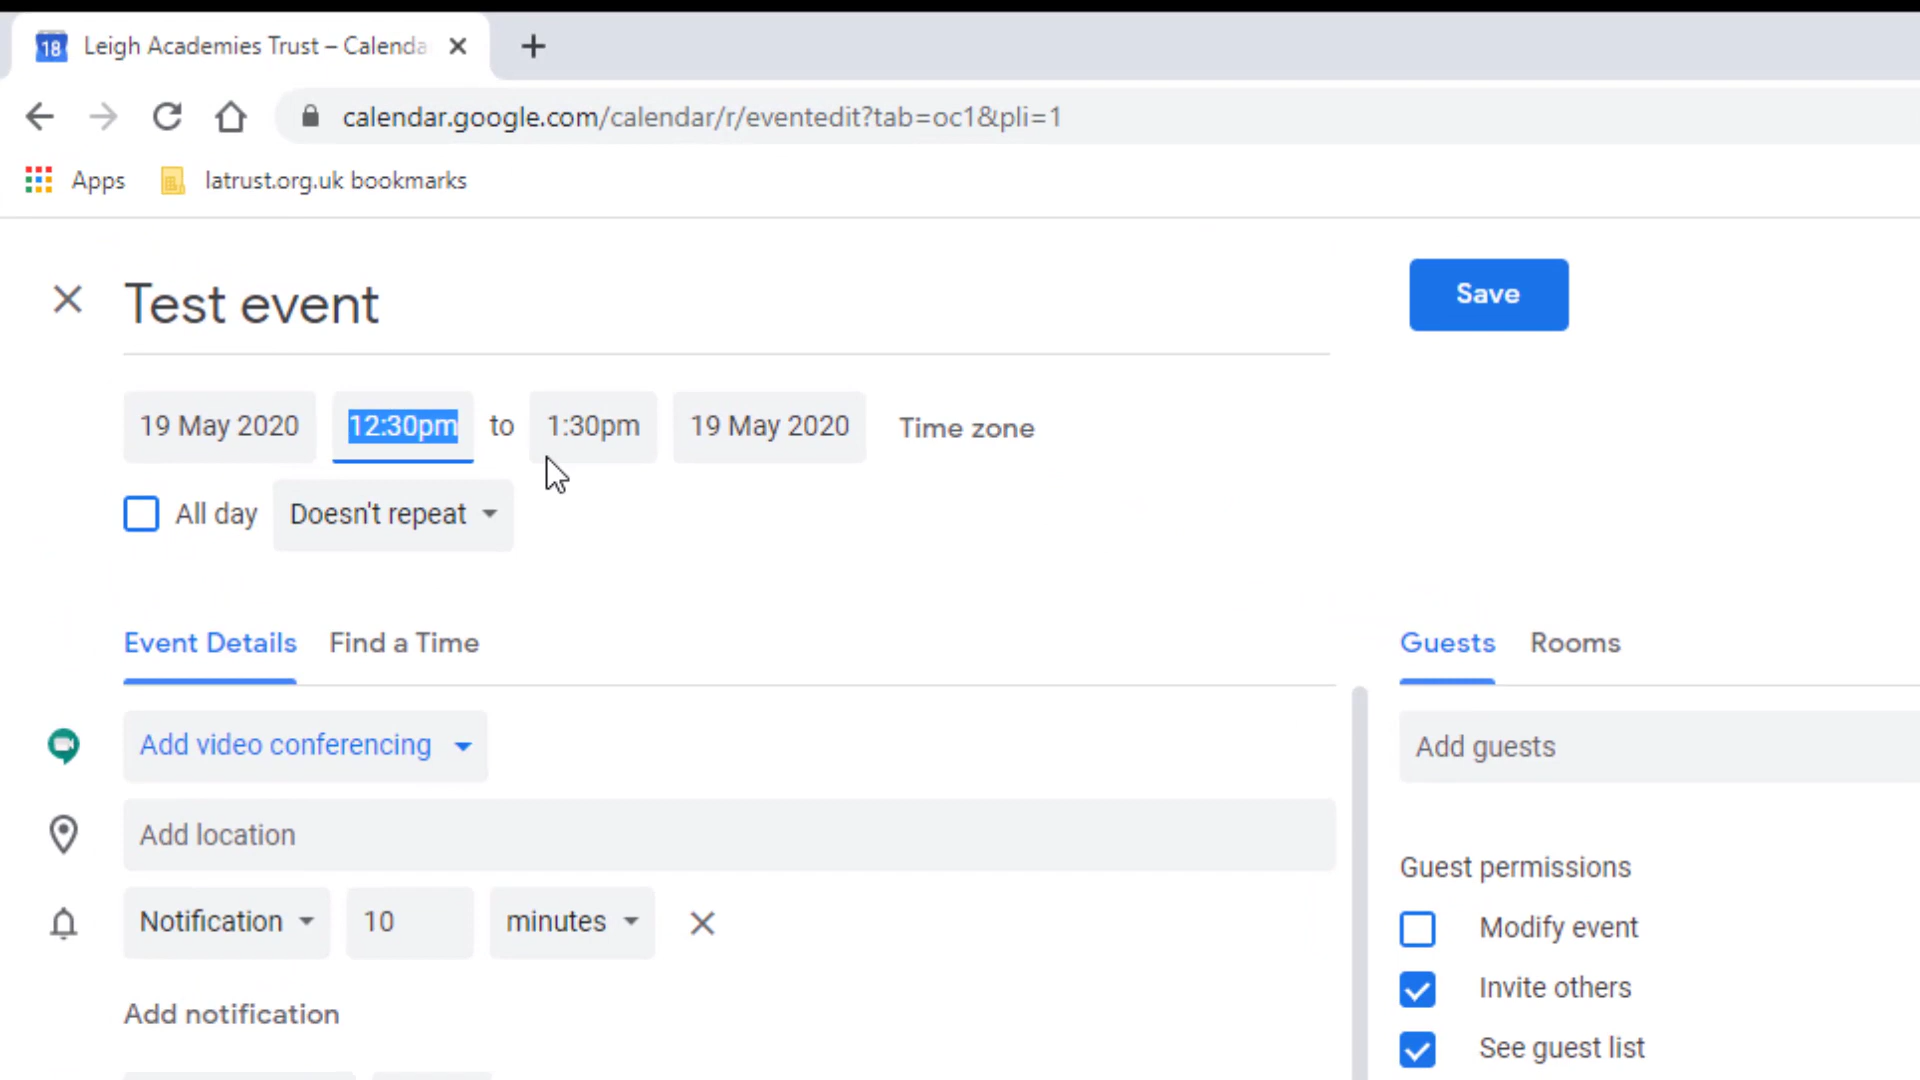 18 Leigh Academies Trust – Calenda
calendar.google.com/calendar/r/eventedit?tab=oc1&pli=1
Apps latrust.org.uk bookmarks
Test event
Save
19 May 2020 12:30pm to 1:30pm 19 May 2020 Time zone
All day Doesn't repeat
Event Details Find a Time
Guests Rooms
Add video conferencing
Add guests
Add location
Guest permissions
Notification 10 minutes
Modify event
Invite others
Add notification
See guest list